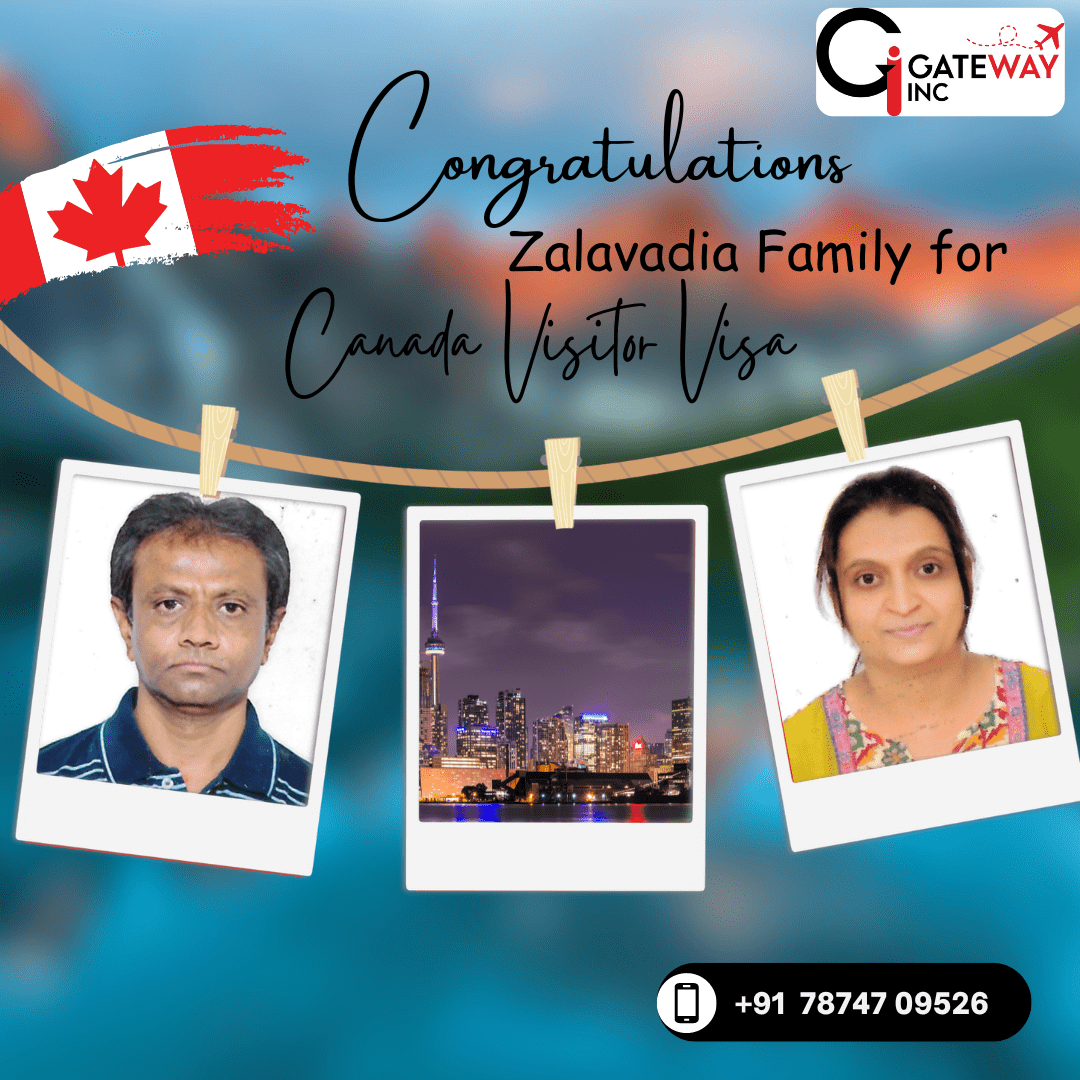 GATEWAY
INC
Congratulations
Zalavadia Family for
Canada Visitor Visa
+91 78747 09526